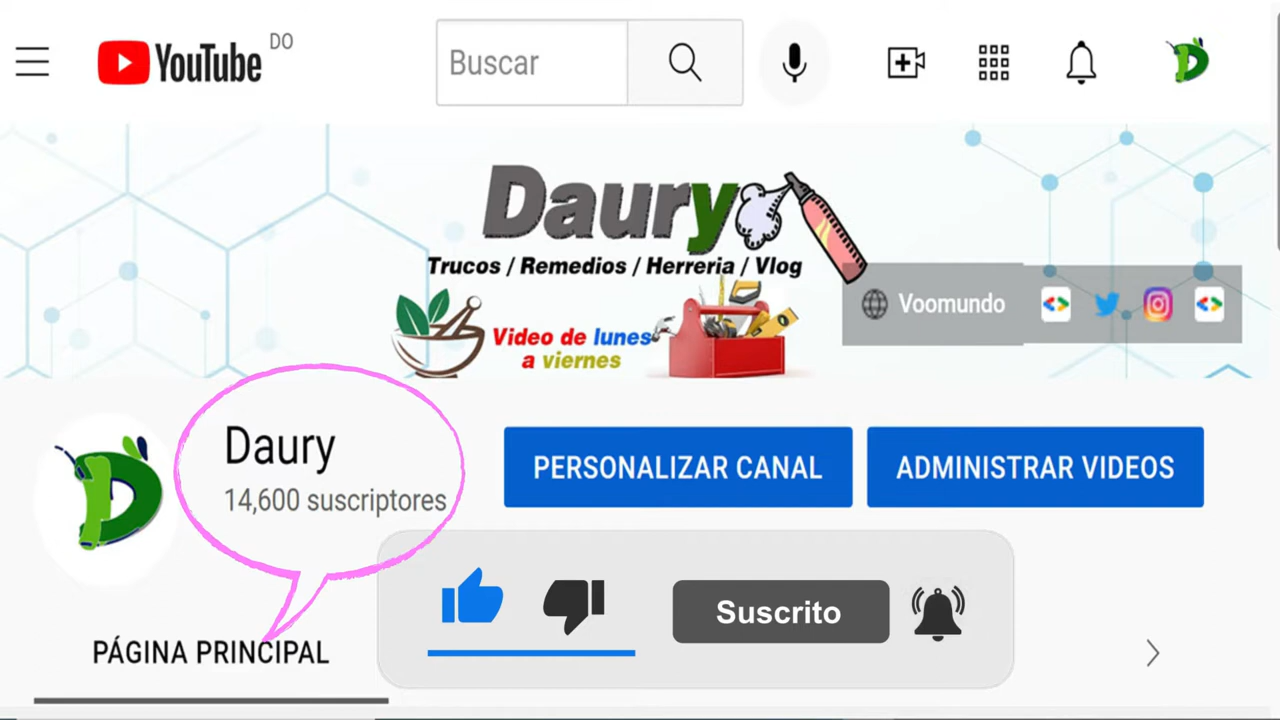 YouTube DO
Buscar
Daury
Trucos / Remedios / Herreria / Vlog
Voomundo
Video de lunes
a viernes
Daury
14,600 suscriptores
PERSONALIZAR CANAL
ADMINISTRAR VIDEOS
Suscrito
PÁGINA PRINCIPAL